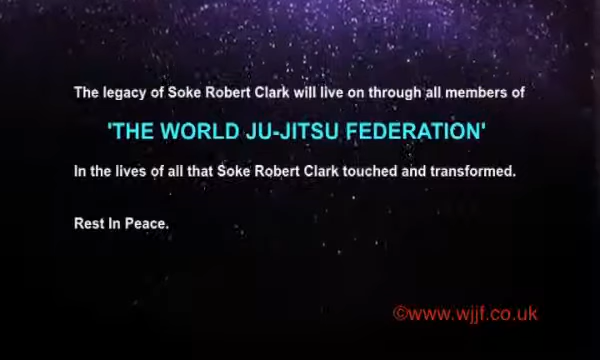 The legacy of Soke Robert Clark will live on through all members of
'THE WORLD JU-JITSU FEDERATION'
In the lives of all that Soke Robert Clark touched and transformed.
Rest In Peace.
©www.wjjf.co.uk